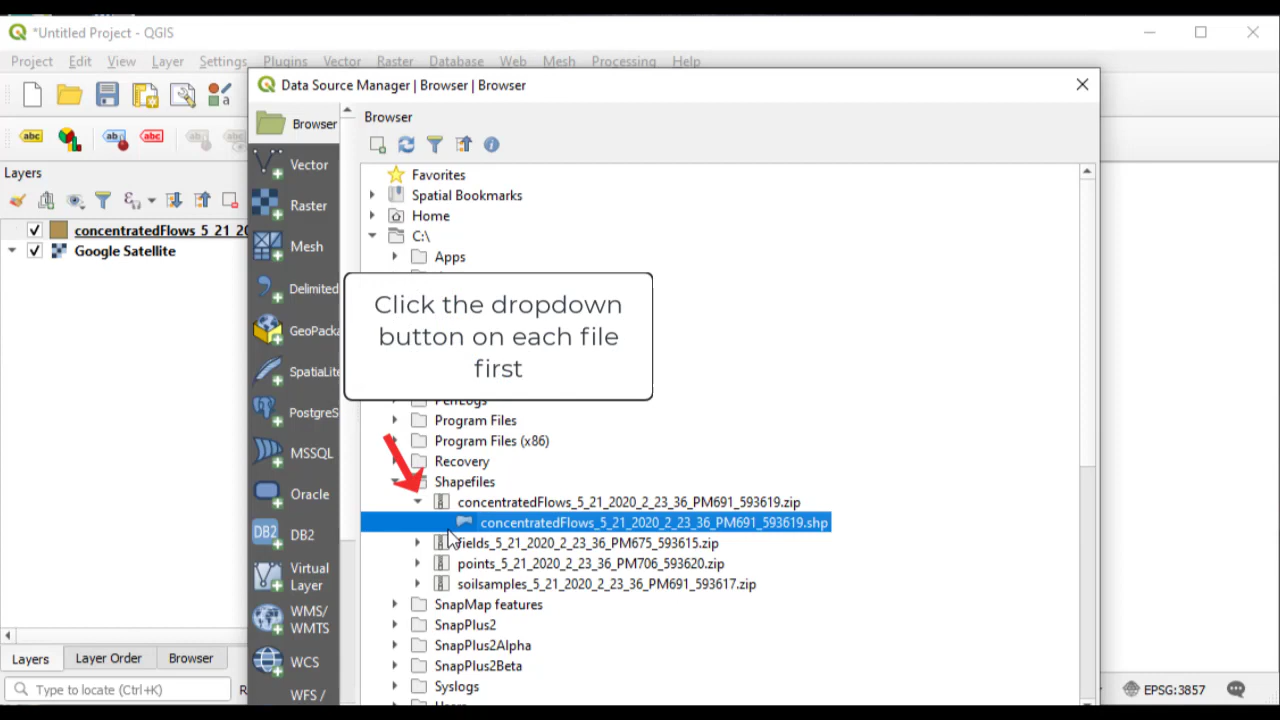 *Untitled Project - QGIS
Project Edit View Layer Settings Plugins Vector Raster Database Web Mesh Processing Help
Data Source Manager | Browser | Browser
Layers
concentratedFlows_5_21_20
Google Satellite
Browser
Vector
Raster
Mesh
Delimited
GeoPacka
SpatiaLite
PostgreS
MSSQL
Oracle
DB2
DB2
Virtual
Layer
WMS/
WMTS
WCS
WFS /
Browser
Favorites
Spatial Bookmarks
Home
C:\
Apps
Click the dropdown
button on each file
first
PerfLogs
Program Files
Program Files (x86)
Recovery
Shapefiles
concentratedFlows_5_21_2020_2_23_36_PM691_593619.zip
concentratedFlows_5_21_2020_2_23_36_PM691_593619.shp
fields_5_21_2020_2_23_36_PM675_593615.zip
points_5_21_2020_2_23_36_PM706_593620.zip
soilsamples_5_21_2020_2_23_36_PM691_593617.zip
SnapMap features
SnapPlus2
SnapPlus2Alpha
SnapPlus2Beta
Syslogs
Layers Layer Order Browser
Type to locate (Ctrl+K)
EPSG:3857